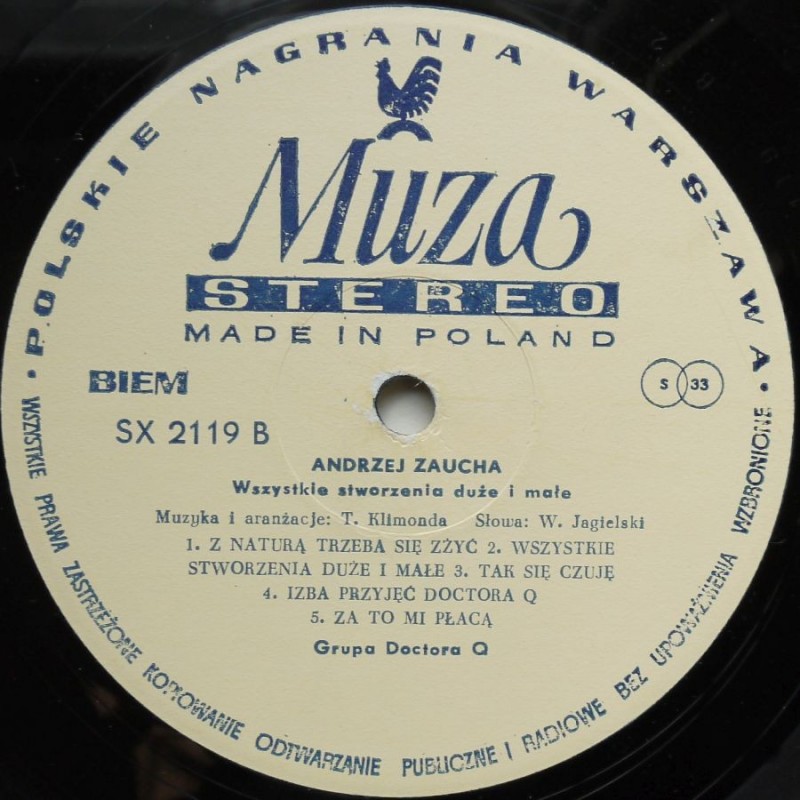 POLSKIE NAGRANIA WARSZAWA
Muza
STEREO
MADE IN POLAND
BIEM
S 33
SX 2119 B
ANDRZEJ ZAUCHA
Wszystkie stworzenia duże i małe
Muzyka i aranżacje: T. Klimonda Słowa: W. Jagielski
1. Z NATURĄ TRZEBA SIĘ ZŻYĆ 2. WSZYSTKIE
STWORZENIA DUŻE I MAŁE 3. TAK SIĘ CZUJĘ
4. IZBA PRZYJĘĆ DOCTORA Q
5. ZA TO MI PŁACĄ
Grupa Doctora Q
• WSZYSTKIE PRAWA ZASTRZEŻONE KOPIOWANIE ODTWARZANIE PUBLICZNE I RADIOWE BEZ UPOWAŻNIENIA WZBRONIONE •